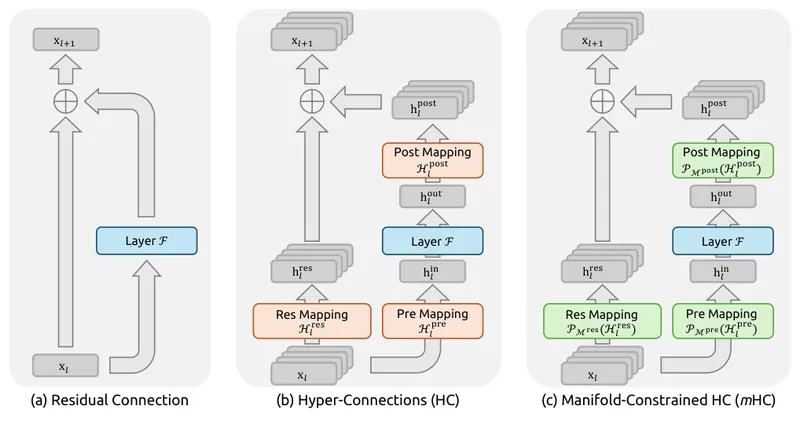 x_{l+1}
Layer ℱ
x_l
(a) Residual Connection
x_{l+1}
h_l^{post}
Post Mapping
ℋ_l^{post}
h_l^{out}
Layer ℱ
h_l^{res}
h_l^{in}
Res Mapping
ℋ_l^{res}
Pre Mapping
ℋ_l^{pre}
x_l
(b) Hyper-Connections (HC)
x_{l+1}
h_l^{post}
Post Mapping
𝒫_{ℳ^{post}}(ℋ_l^{post})
h_l^{out}
Layer ℱ
h_l^{res}
h_l^{in}
Res Mapping
𝒫_{ℳ^{res}}(ℋ_l^{res})
Pre Mapping
𝒫_{ℳ^{pre}}(ℋ_l^{pre})
x_l
(c) Manifold-Constrained HC (mHC)